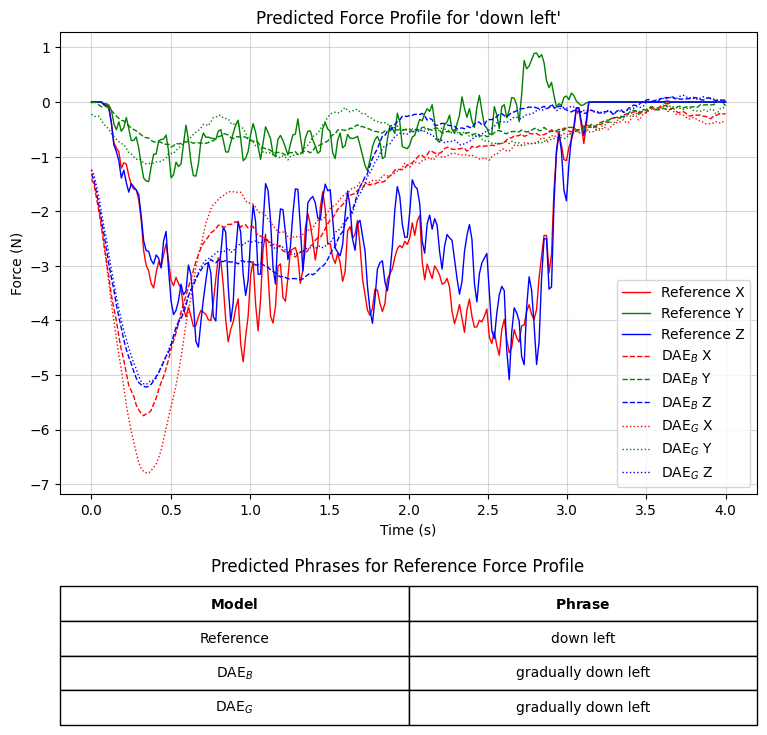 Predicted Force Profile for 'down left'
1
0
−1
−2
−3
−4
−5
−6
−7
Force (N)
0.0 0.5 1.0 1.5 2.0 2.5 3.0 3.5 4.0
Time (s)
Reference X
Reference Y
Reference Z
DAE_B X
DAE_B Y
DAE_B Z
DAE_G X
DAE_G Y
DAE_G Z
Predicted Phrases for Reference Force Profile
Model Phrase
Reference down left
DAE_B gradually down left
DAE_G gradually down left